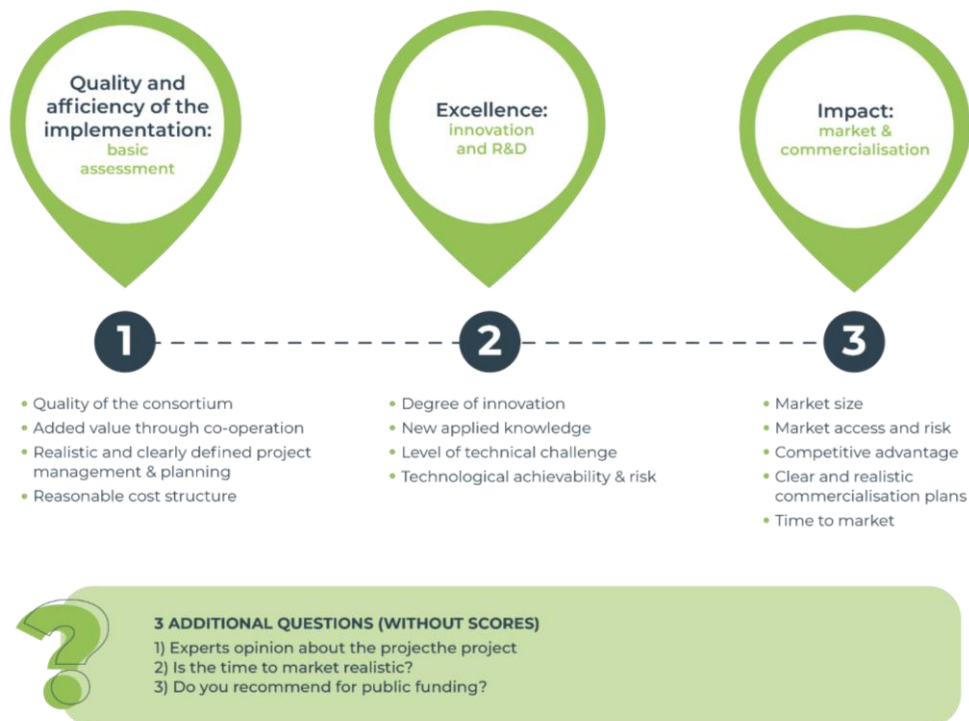 Quality and
afficiency of the
implementation:
basic
assessment
Excellence:
innovation
and R&D
Impact:
market &
commercialisation
1
2
3
• Quality of the consortium
• Added value through co-operation
• Realistic and clearly defined project
management & planning
• Reasonable cost structure
• Degree of innovation
• New applied knowledge
• Level of technical challenge
• Technological achievability & risk
• Market size
• Market access and risk
• Competitive advantage
• Clear and realistic
commercialisation plans
• Time to market
?
3 ADDITIONAL QUESTIONS (WITHOUT SCORES)
1) Experts opinion about the projecthe project
2) Is the time to market realistic?
3) Do you recommend for public funding?